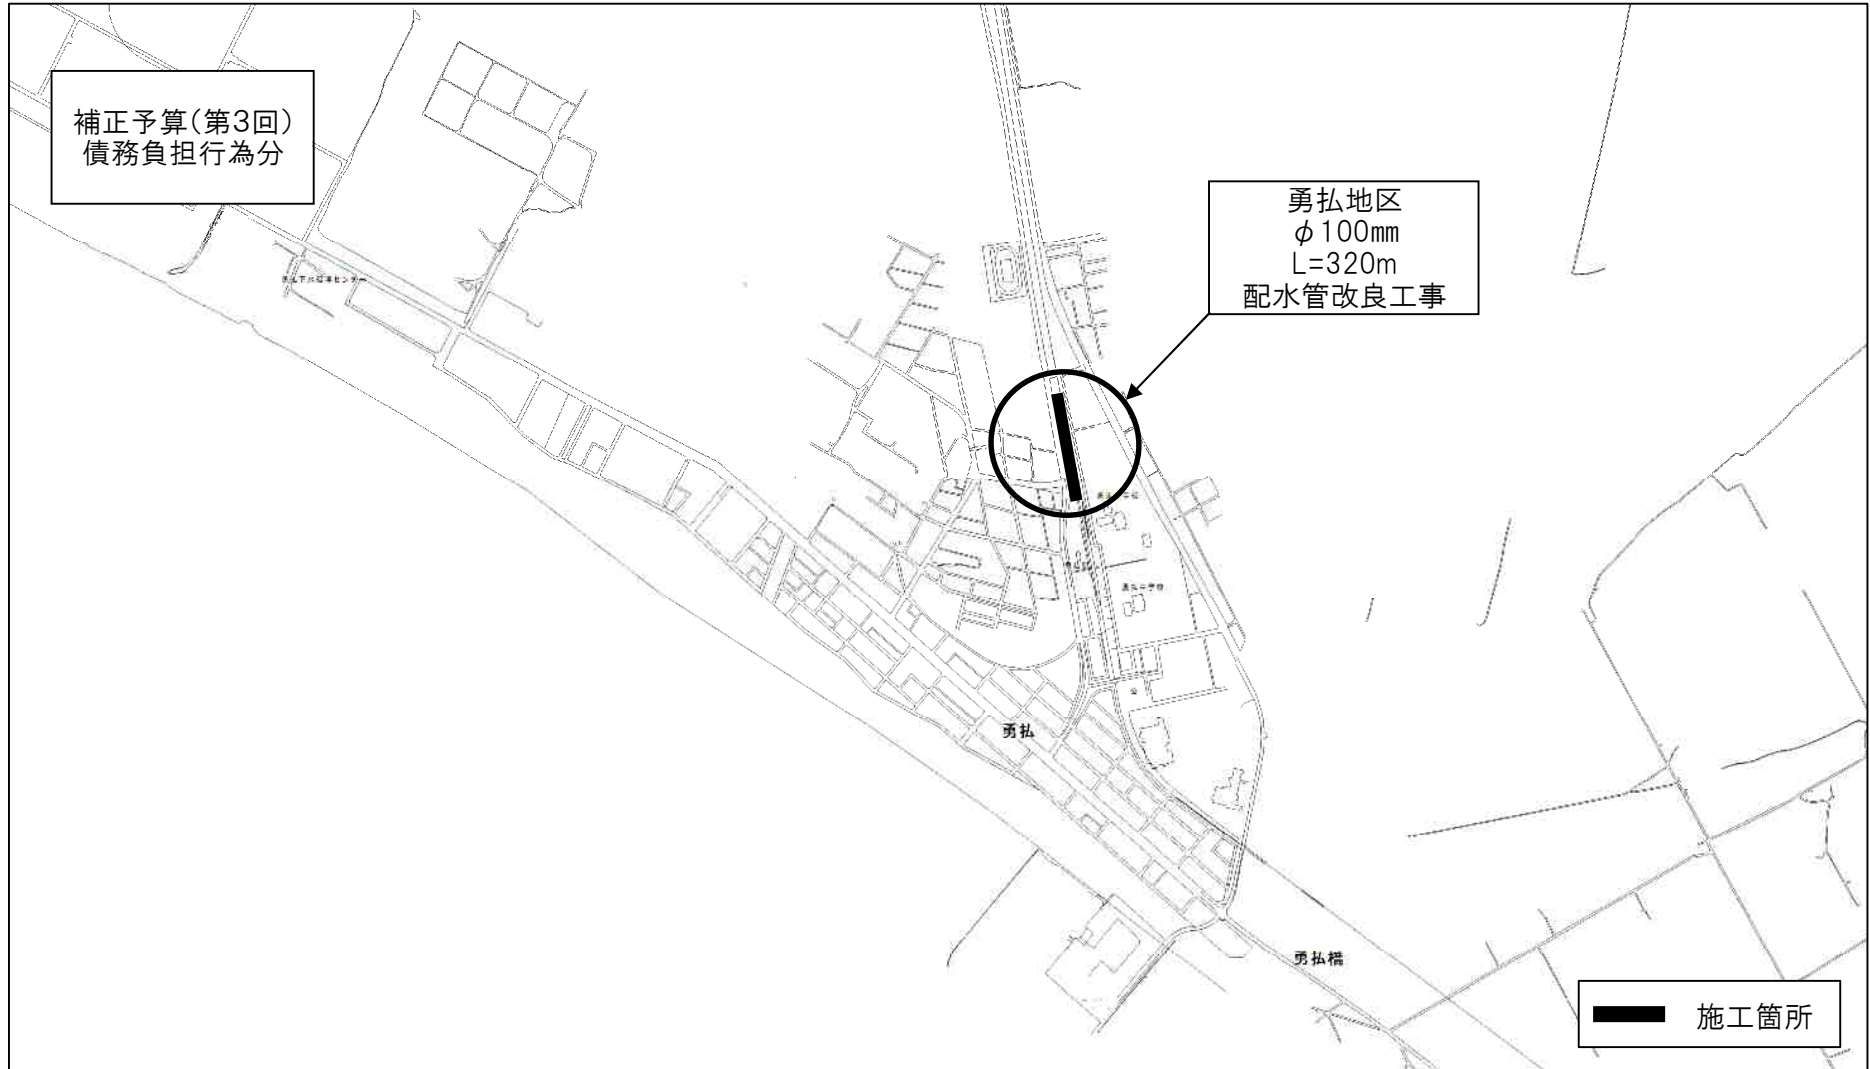 補正予算(第3回)
債務負担行為分
勇払地区
φ100㎜
L=320m
配水管改良工事
勇払
勇払橋
施工箇所